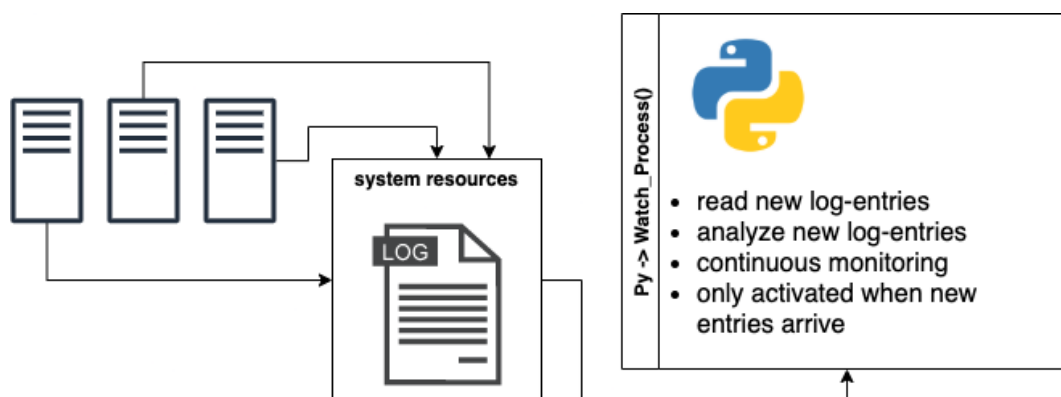 system resources
LOG
Py -> Watch_Process()
• read new log-entries
• analyze new log-entries
• continuous monitoring
• only activated when new
entries arrive